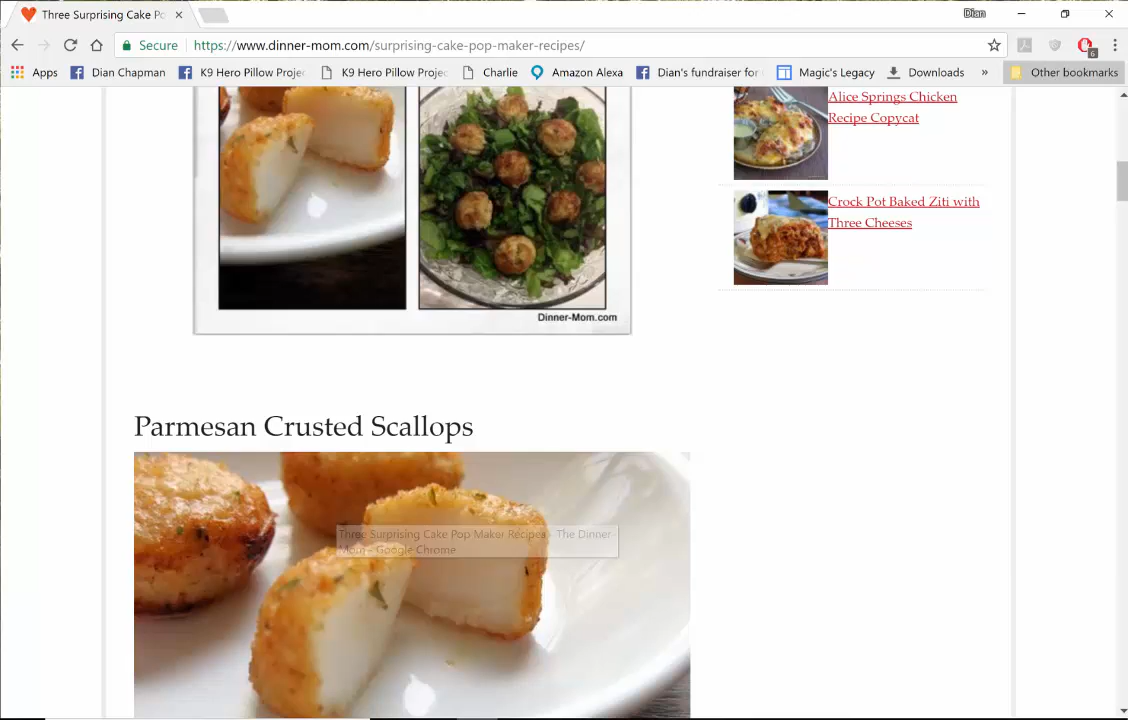 Three Surprising Cake Po
Dian
Secure
https://www.dinner-mom.com/surprising-cake-pop-maker-recipes/
6
Apps
Dian Chapman
K9 Hero Pillow Projec
K9 Hero Pillow Projec
Charlie
Amazon Alexa
Dian's fundraiser for
Magic's Legacy
Downloads
»
Other bookmarks
Alice Springs Chicken
Recipe Copycat
Crock Pot Baked Ziti with
Three Cheeses
Dinner-Mom.com
Parmesan Crusted Scallops
Three Surprising Cake Pop Maker Recipes - The Dinner
Mom - Google Chrome